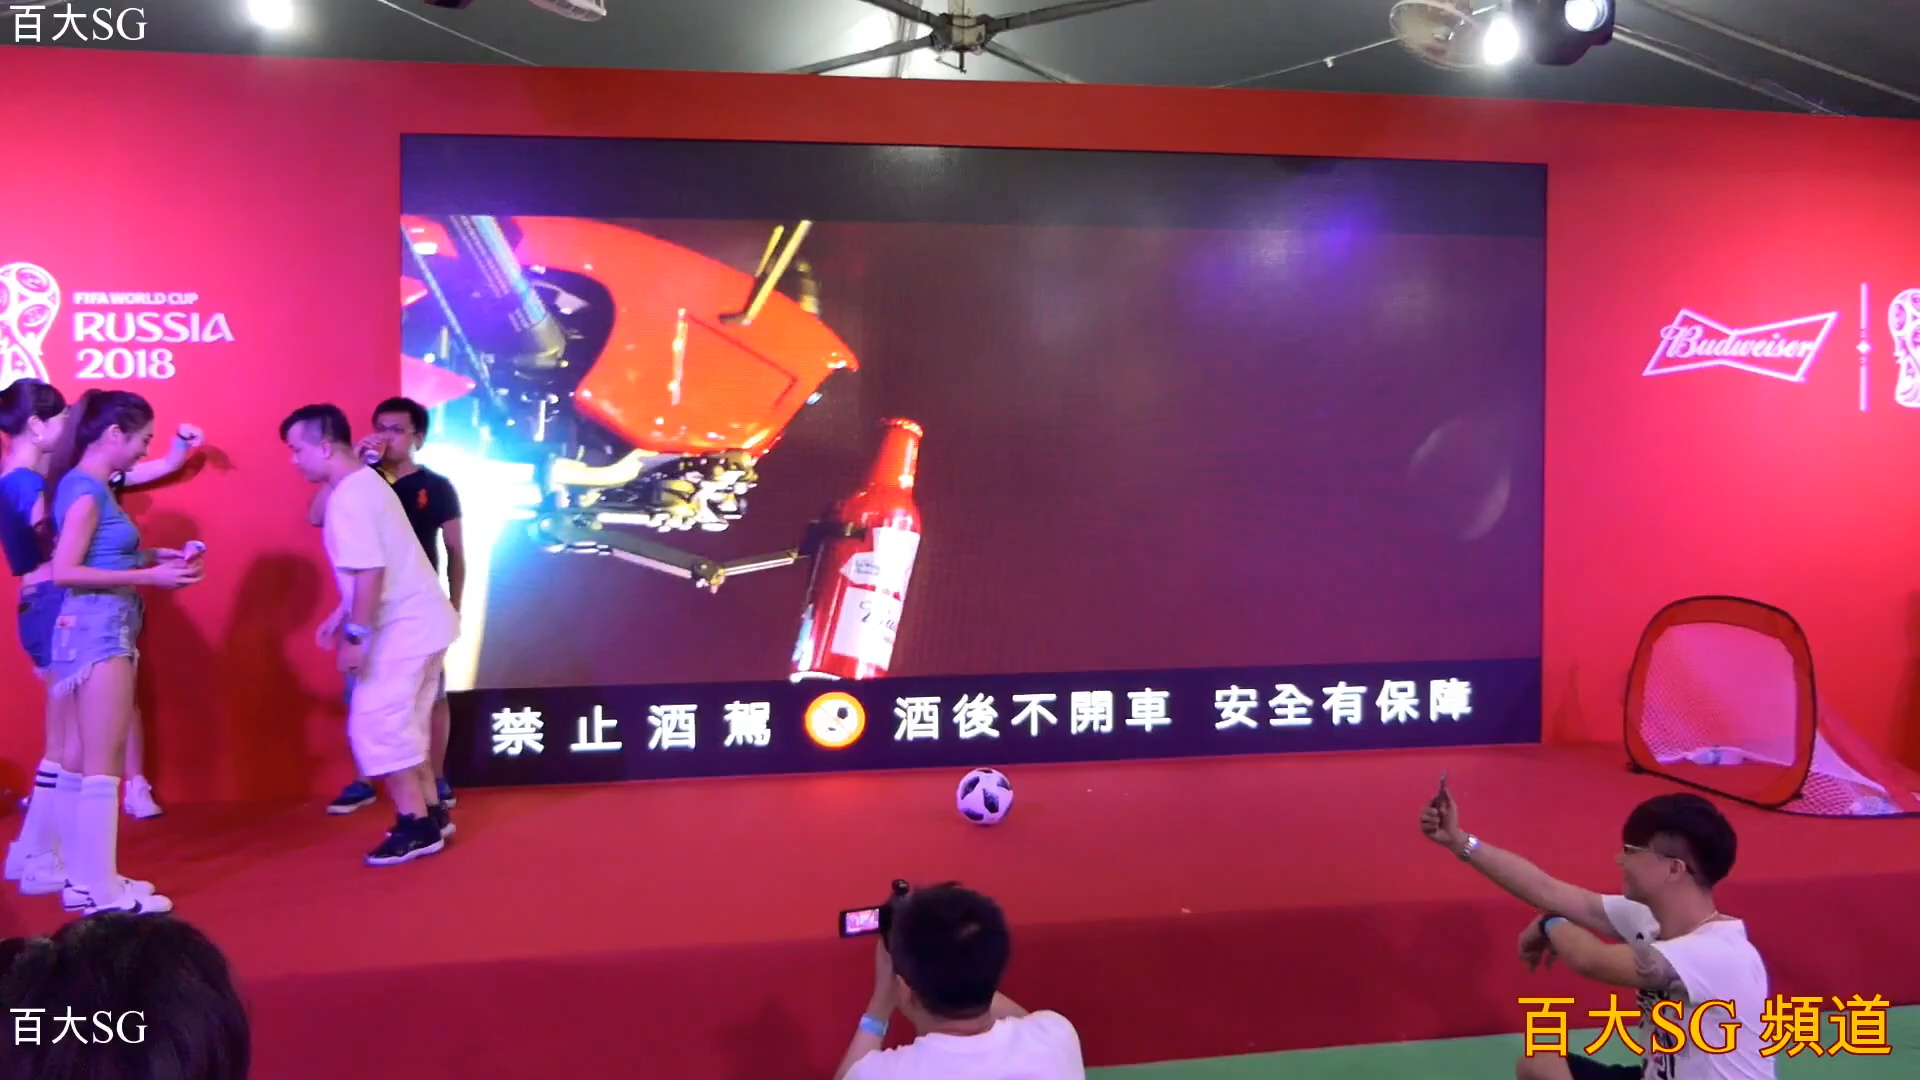 百大SG
FIFA WORLD CUP
RUSSIA
2018
Budweiser
禁止酒駕 酒後不開車 安全有保障
百大SG
百大SG 頻道